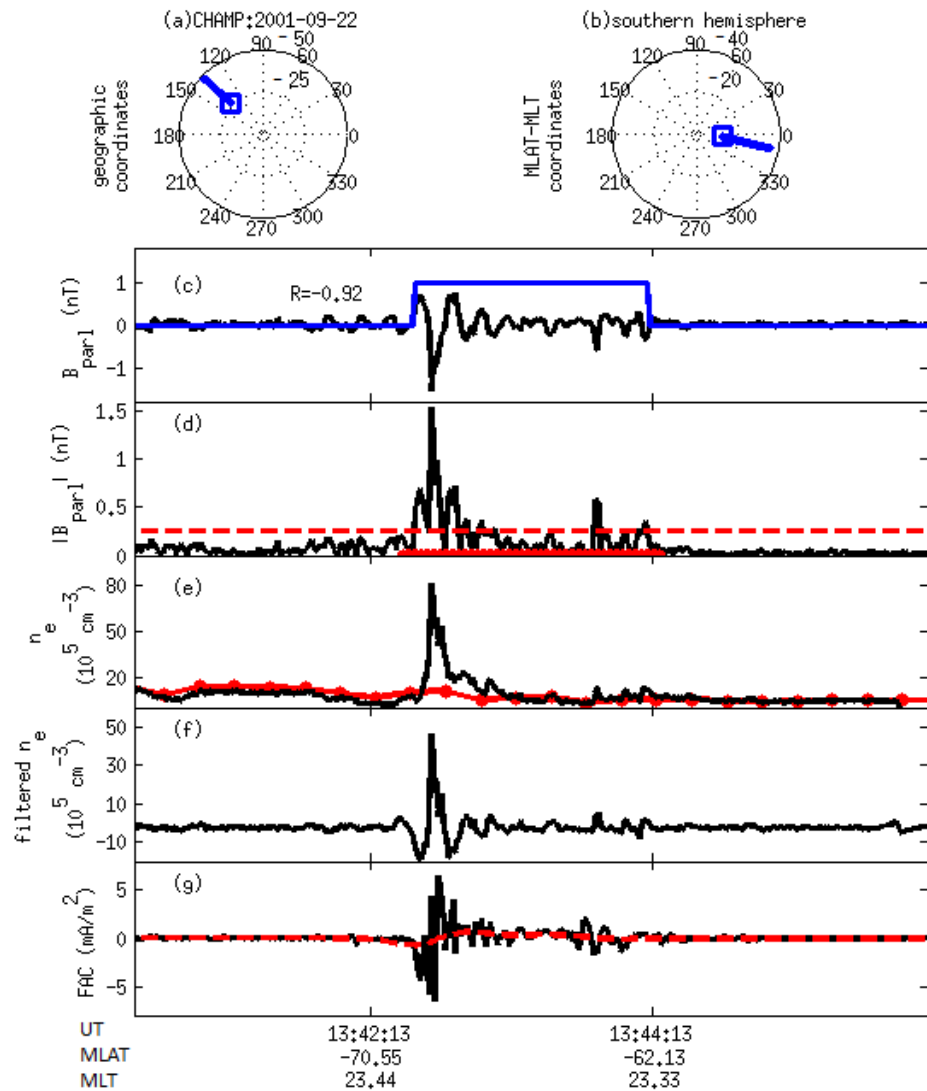 (a)CHAMP:2001-09-22
(b)southern hemisphere
geographic
coordinates
90
-50
60
120
-25
30
150
180
0
210
330
240
300
270
MLAT-MLT
coordinates
90
-40
60
120
-20
30
150
180
0
210
330
240
300
270
(c)
R=-0.92
B parl (nT)
1
0
-1
(d)
|B parl| (nT)
1.5
1
0.5
0
(e)
n e
(10^5 cm^-3)
80
50
20
(f)
filtered n e
(10^5 cm^-3)
50
30
10
-10
(g)
FAC (mA/m^2)
5
0
-5
UT 13:42:13 13:44:13
MLAT -70.55 -62.13
MLT 23.44 23.33